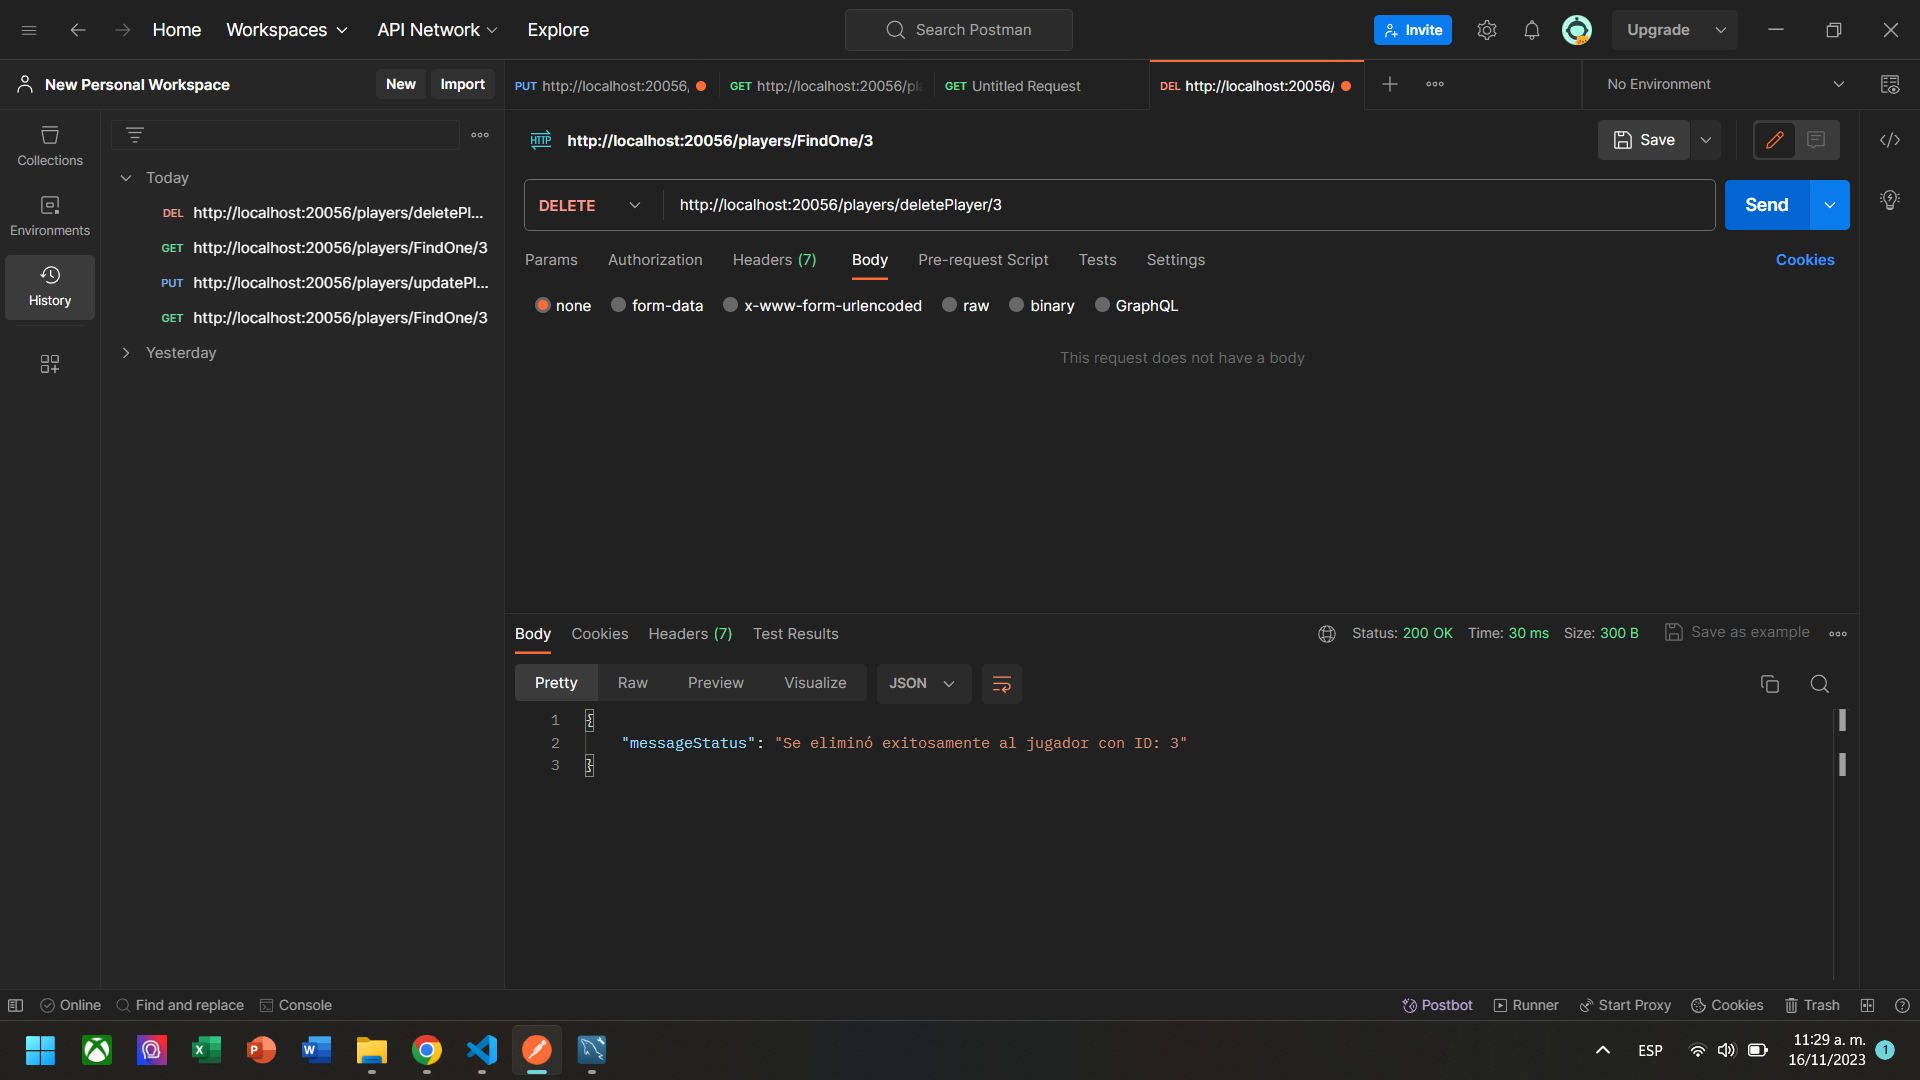 Home Workspaces API Network Explore Search Postman Invite Upgrade
New Personal Workspace New Import PUT http://localhost:20056, GET http://localhost:20056/pl GET Untitled Request DEL http://localhost:20056/ No Environment
Collections
Environments
History
Today
DEL http://localhost:20056/players/deletePl...
GET http://localhost:20056/players/FindOne/3
PUT http://localhost:20056/players/updatePl...
GET http://localhost:20056/players/FindOne/3
Yesterday
HTTP http://localhost:20056/players/FindOne/3 Save
DELETE http://localhost:20056/players/deletePlayer/3 Send
Params Authorization Headers (7) Body Pre-request Script Tests Settings Cookies
none form-data x-www-form-urlencoded raw binary GraphQL
This request does not have a body
Body Cookies Headers (7) Test Results Status: 200 OK Time: 30 ms Size: 300 B Save as example
Pretty Raw Preview Visualize JSON
1 {
2 "messageStatus": "Se eliminó exitosamente al jugador con ID: 3"
3 }
Online Find and replace Console Postbot Runner Start Proxy Cookies Trash
ESP 11:29 a. m. 1
16/11/2023